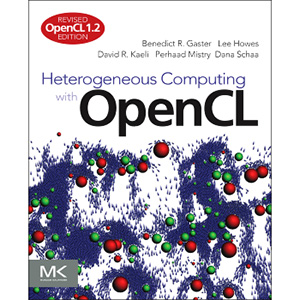 REVISED
OpenCL 1.2
EDITION
Benedict R. Gaster Lee Howes
David R. Kaeli Perhaad Mistry Dana Schaa
Heterogeneous Computing
with OpenCL
MK